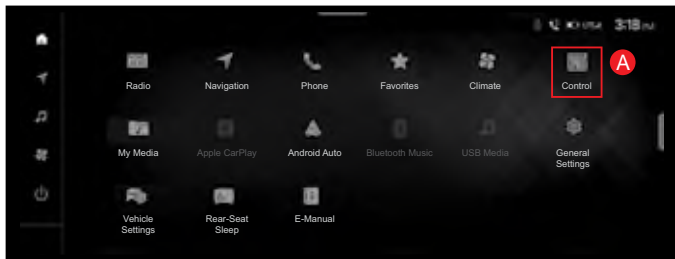 3:18 PM
A
Radio
Navigation
Phone
Favorites
Climate
Control
My Media
Apple CarPlay
Android Auto
Bluetooth Music
USB Media
General
Settings
Vehicle
Settings
Rear-Seat
Sleep
E-Manual